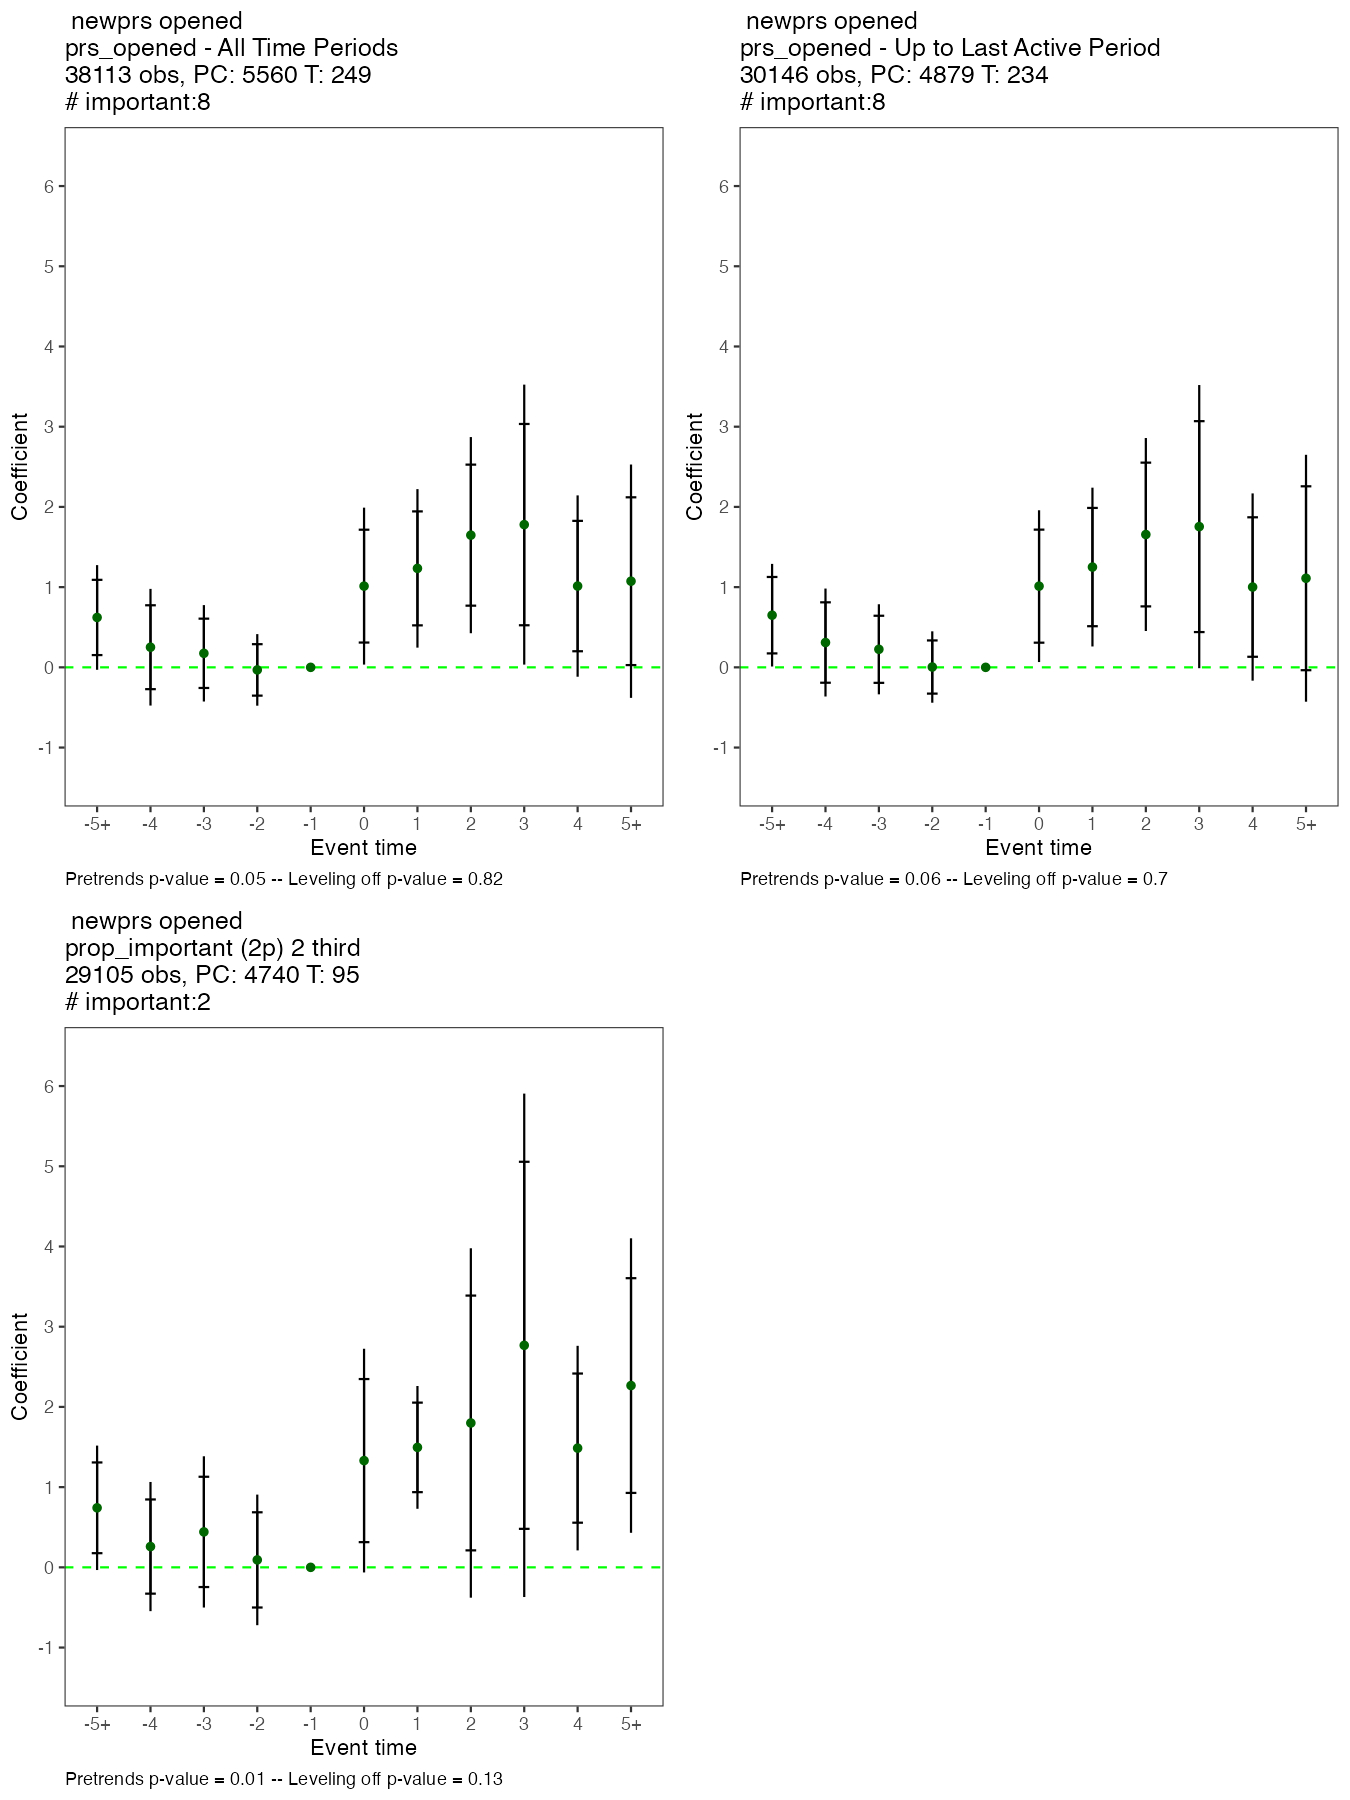 newprs opened
prs_opened - All Time Periods
38113 obs, PC: 5560 T: 249
# important:8
6
5
4
3
2
1
0
-1
Coefficient
-5+ -4 -3 -2 -1 0 1 2 3 4 5+
Event time
Pretrends p-value = 0.05 -- Leveling off p-value = 0.82
newprs opened
prs_opened - Up to Last Active Period
30146 obs, PC: 4879 T: 234
# important:8
6
5
4
3
2
1
0
-1
Coefficient
-5+ -4 -3 -2 -1 0 1 2 3 4 5+
Event time
Pretrends p-value = 0.06 -- Leveling off p-value = 0.7
newprs opened
prop_important (2p) 2 third
29105 obs, PC: 4740 T: 95
# important:2
6
5
4
3
2
1
0
-1
Coefficient
-5+ -4 -3 -2 -1 0 1 2 3 4 5+
Event time
Pretrends p-value = 0.01 -- Leveling off p-value = 0.13